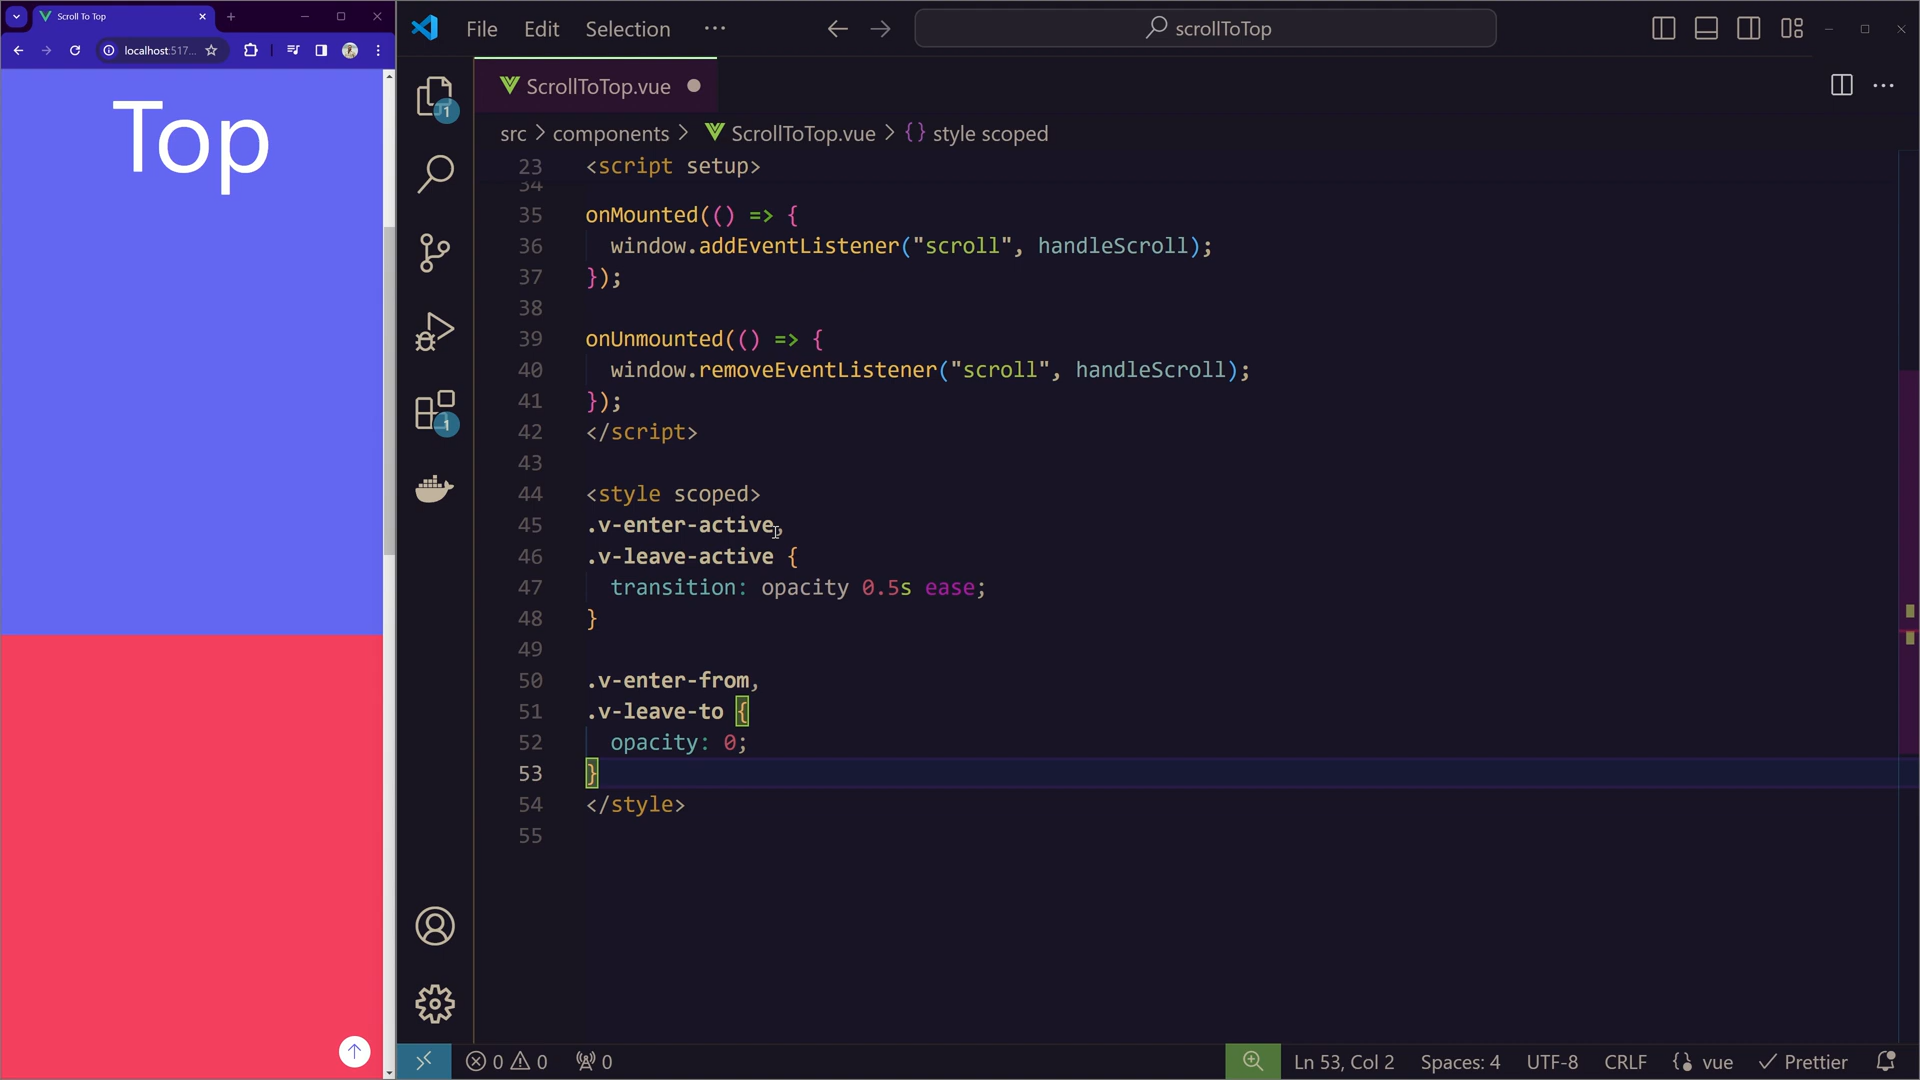 Scroll To Top
localhost:517...
Top
File Edit Selection ...
scrollToTop
ScrollToTop.vue
src > components > ScrollToTop.vue > {} style scoped
23 <script setup>
34
35 onMounted(() => {
36 window.addEventListener("scroll", handleScroll);
37 });
38
39 onUnmounted(() => {
40 window.removeEventListener("scroll", handleScroll);
41 });
42 </script>
43
44 <style scoped>
45 .v-enter-active,
46 .v-leave-active {
47 transition: opacity 0.5s ease;
48 }
49
50 .v-enter-from,
51 .v-leave-to {
52 opacity: 0;
53 }
54 </style>
55
1
1
0 0 0 Ln 53, Col 2 Spaces: 4 UTF-8 CRLF {} vue Prettier